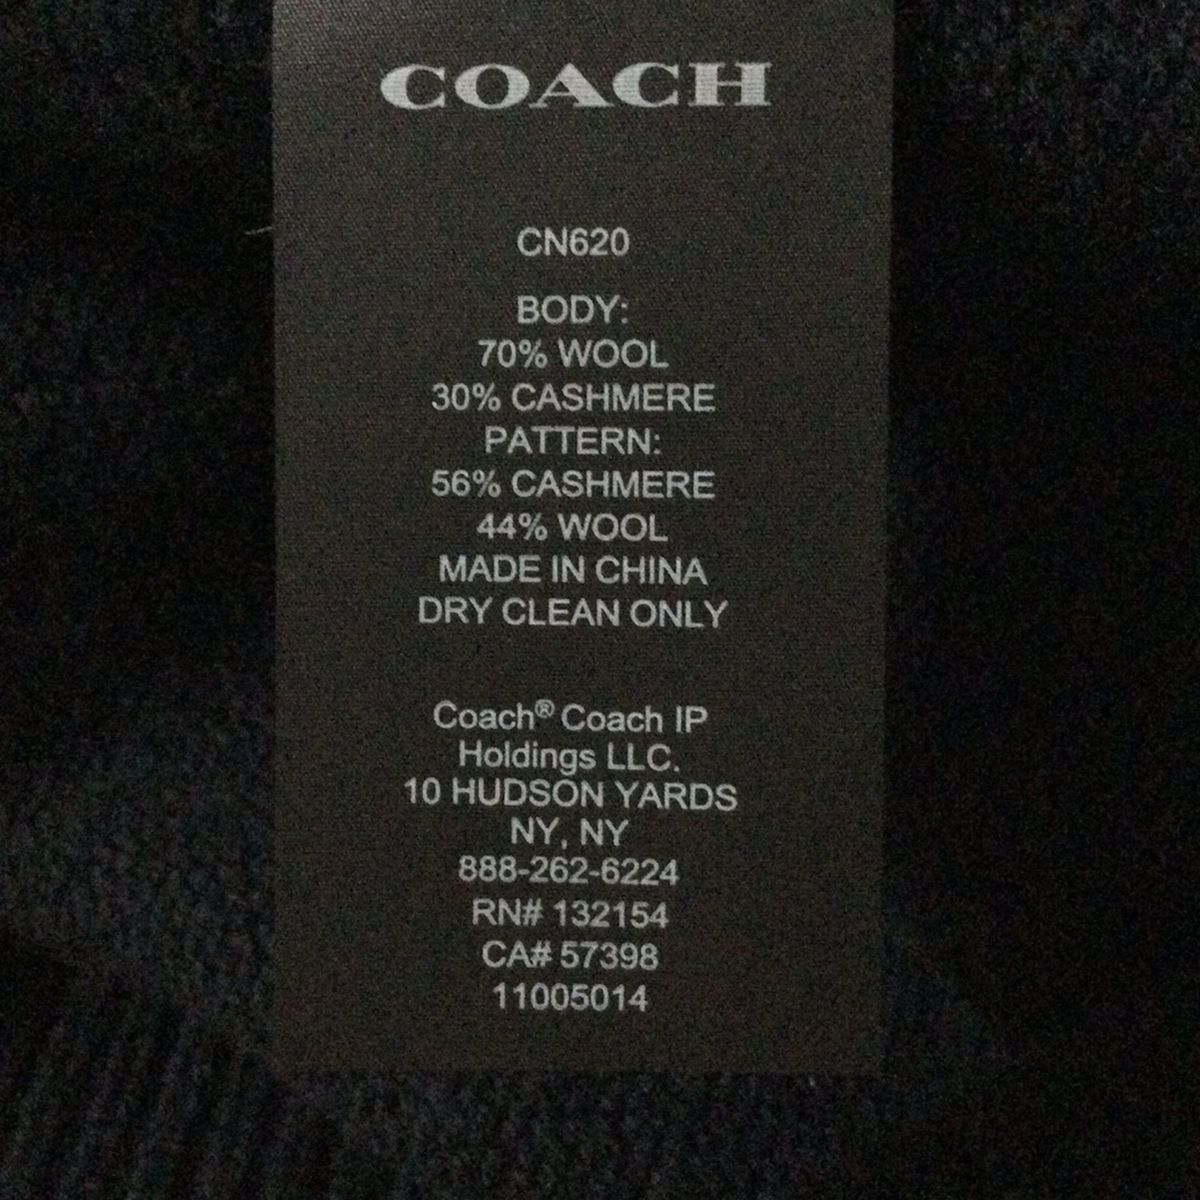 COACH
CN620
BODY:
70% WOOL
30% CASHMERE
PATTERN:
56% CASHMERE
44% WOOL
MADE IN CHINA
DRY CLEAN ONLY
Coach® Coach IP
Holdings LLC.
10 HUDSON YARDS
NY, NY
888-262-6224
RN# 132154
CA# 57398
11005014